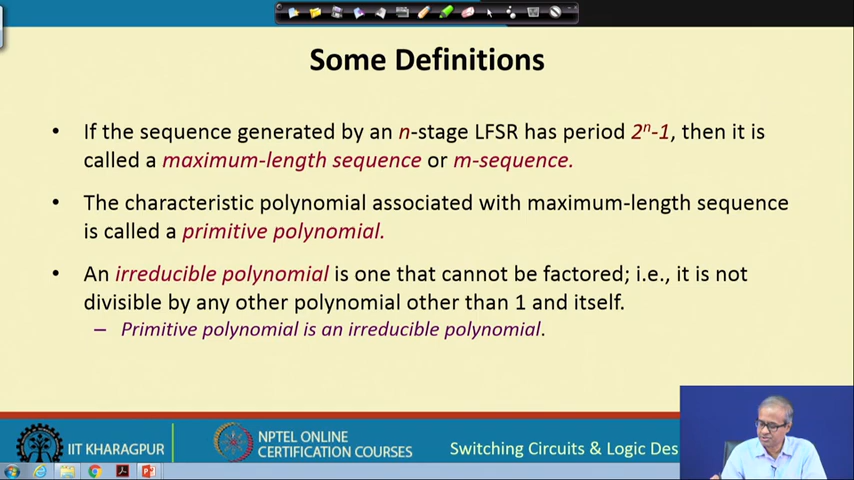 Some Definitions
• If the sequence generated by an n-stage LFSR has period 2ⁿ-1, then it is
called a maximum-length sequence or m-sequence.
• The characteristic polynomial associated with maximum-length sequence
is called a primitive polynomial.
• An irreducible polynomial is one that cannot be factored; i.e., it is not
divisible by any other polynomial other than 1 and itself.
– Primitive polynomial is an irreducible polynomial.
IIT KHARAGPUR
NPTEL ONLINE
CERTIFICATION COURSES
Switching Circuits & Logic Des